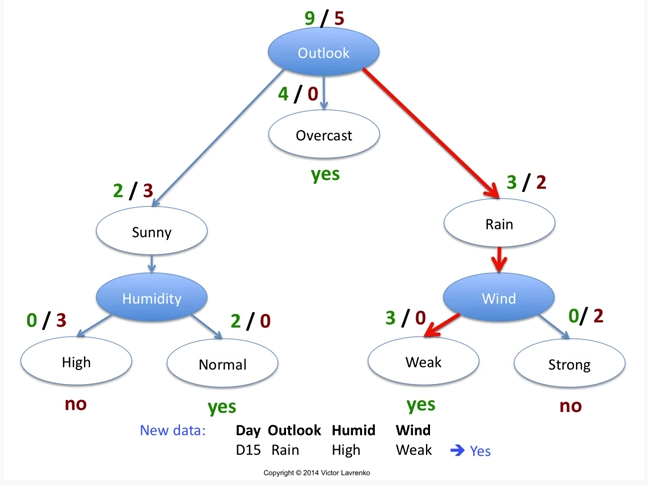 9 / 5
Outlook
4 / 0
Overcast
yes
2 / 3
3 / 2
Sunny
Rain
Humidity
Wind
0 / 3
2 / 0
3 / 0
0/ 2
High
Normal
Weak
Strong
no
yes
yes
no
New data: Day Outlook Humid Wind
D15 Rain High Weak Yes
Copyright © 2014 Victor Lavrenko